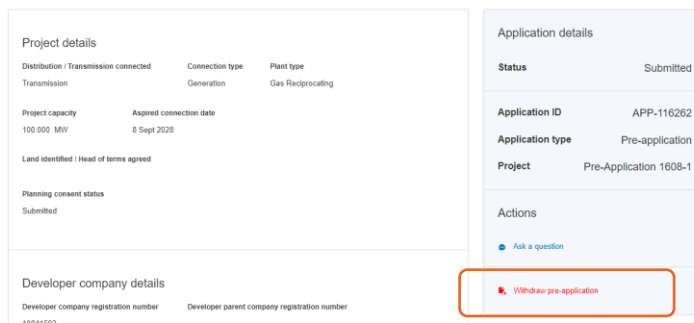 Project details
Distribution / Transmission connected Connection type Plant type
Transmission Generation Gas Reciprocating
Project capacity Aspired connection date
100.000 MW 8 Sept 2028
Land identified / Head of terms agreed
Planning consent status
Submitted
Developer company details
Developer company registration number Developer parent company registration number
Application details
Status Submitted
Application ID APP-116262
Application type Pre-application
Project Pre-Application 1608-1
Actions
Ask a question
Withdraw pre-application